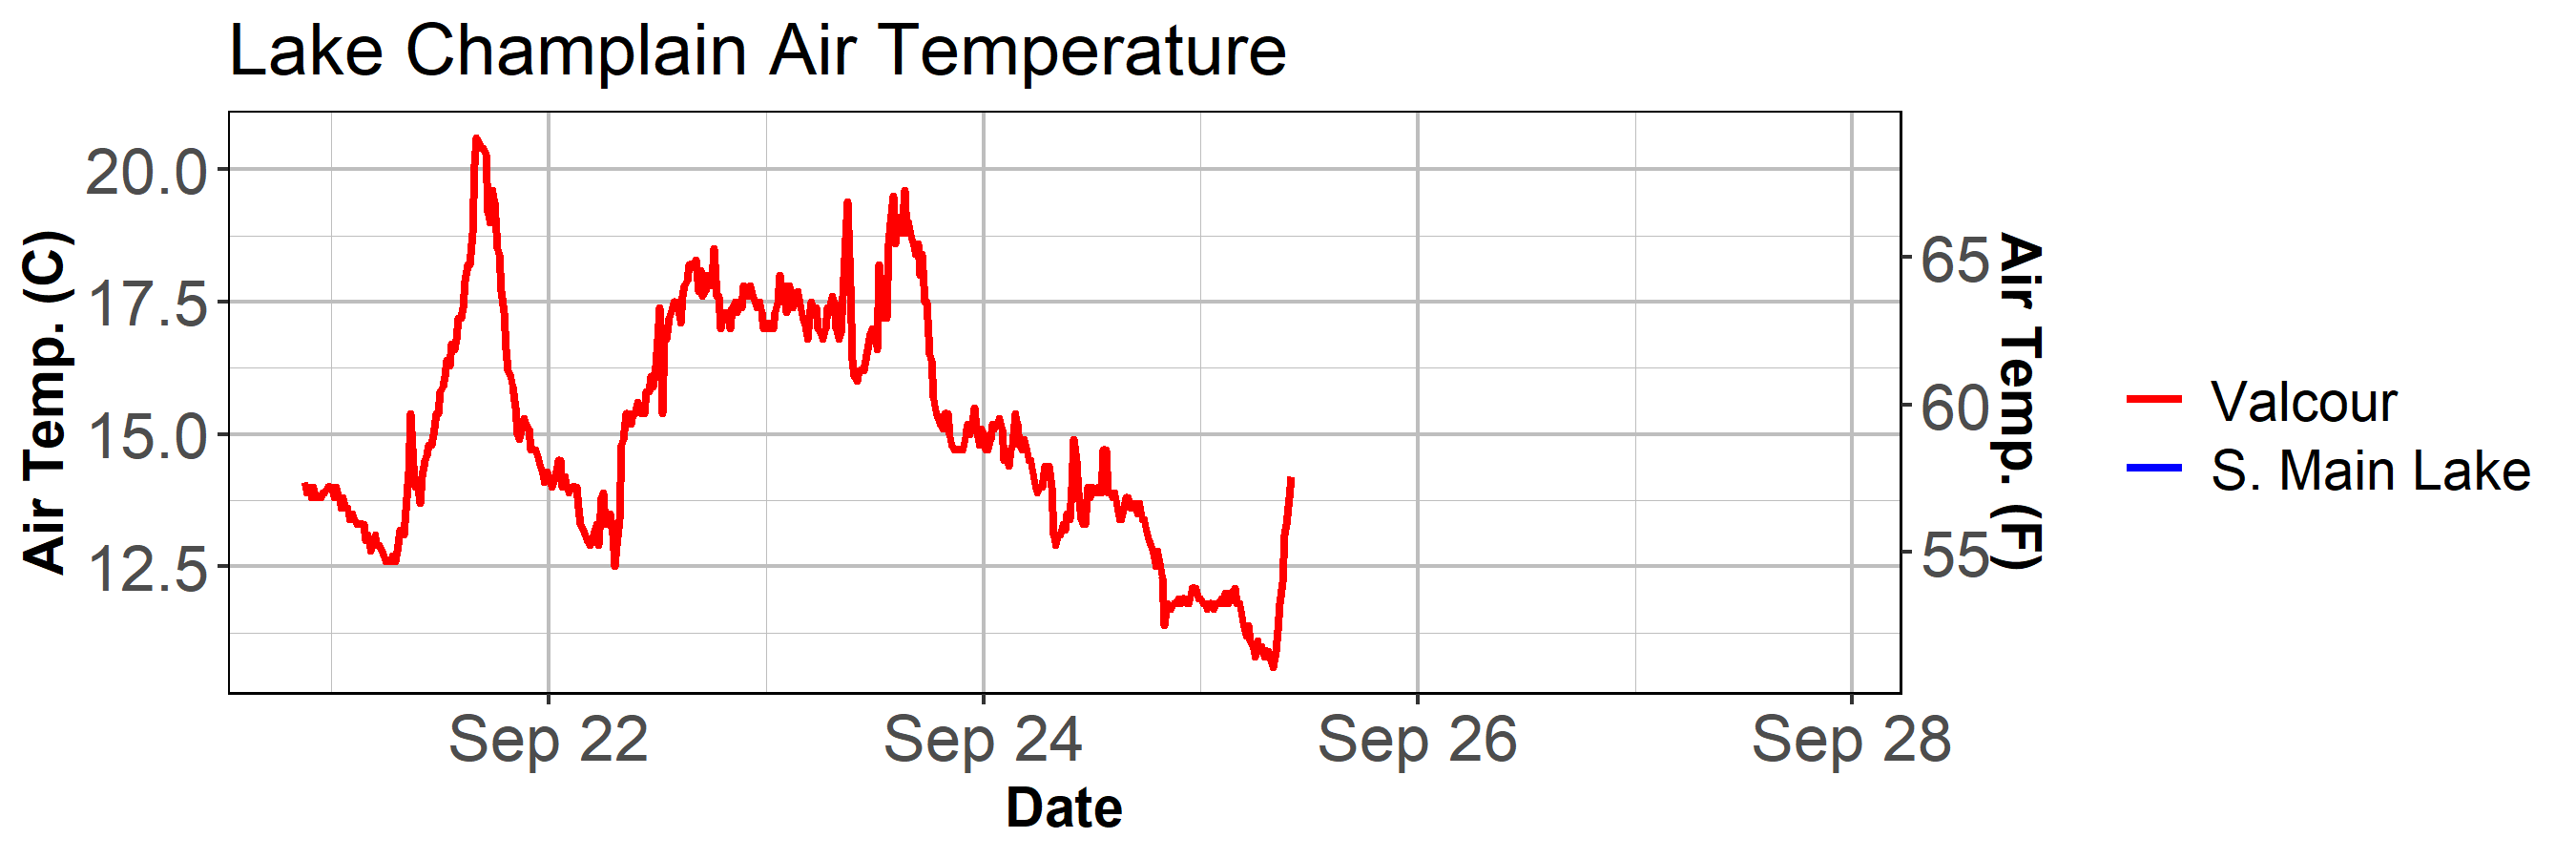 Lake Champlain Air Temperature
Air Temp. (C)
20.0
17.5
15.0
12.5
65
60
55
Air Temp. (F)
Sep 22
Sep 24
Sep 26
Sep 28
Date
Valcour
S. Main Lake